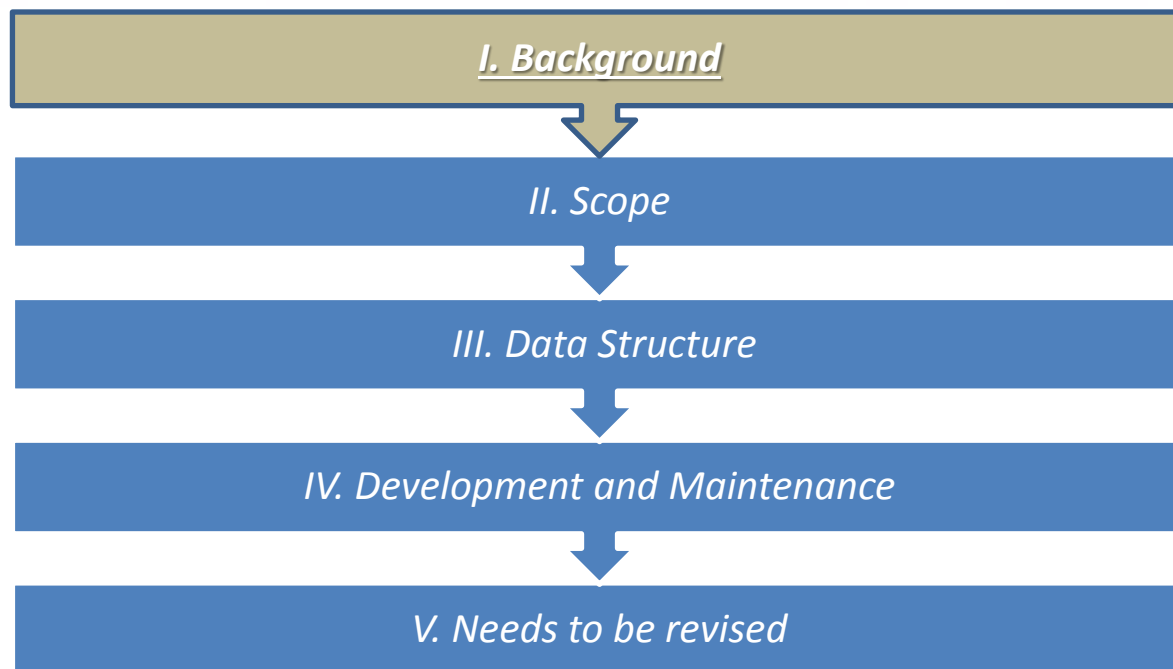 I. Background
II. Scope
III. Data Structure
IV. Development and Maintenance
V. Needs to be revised